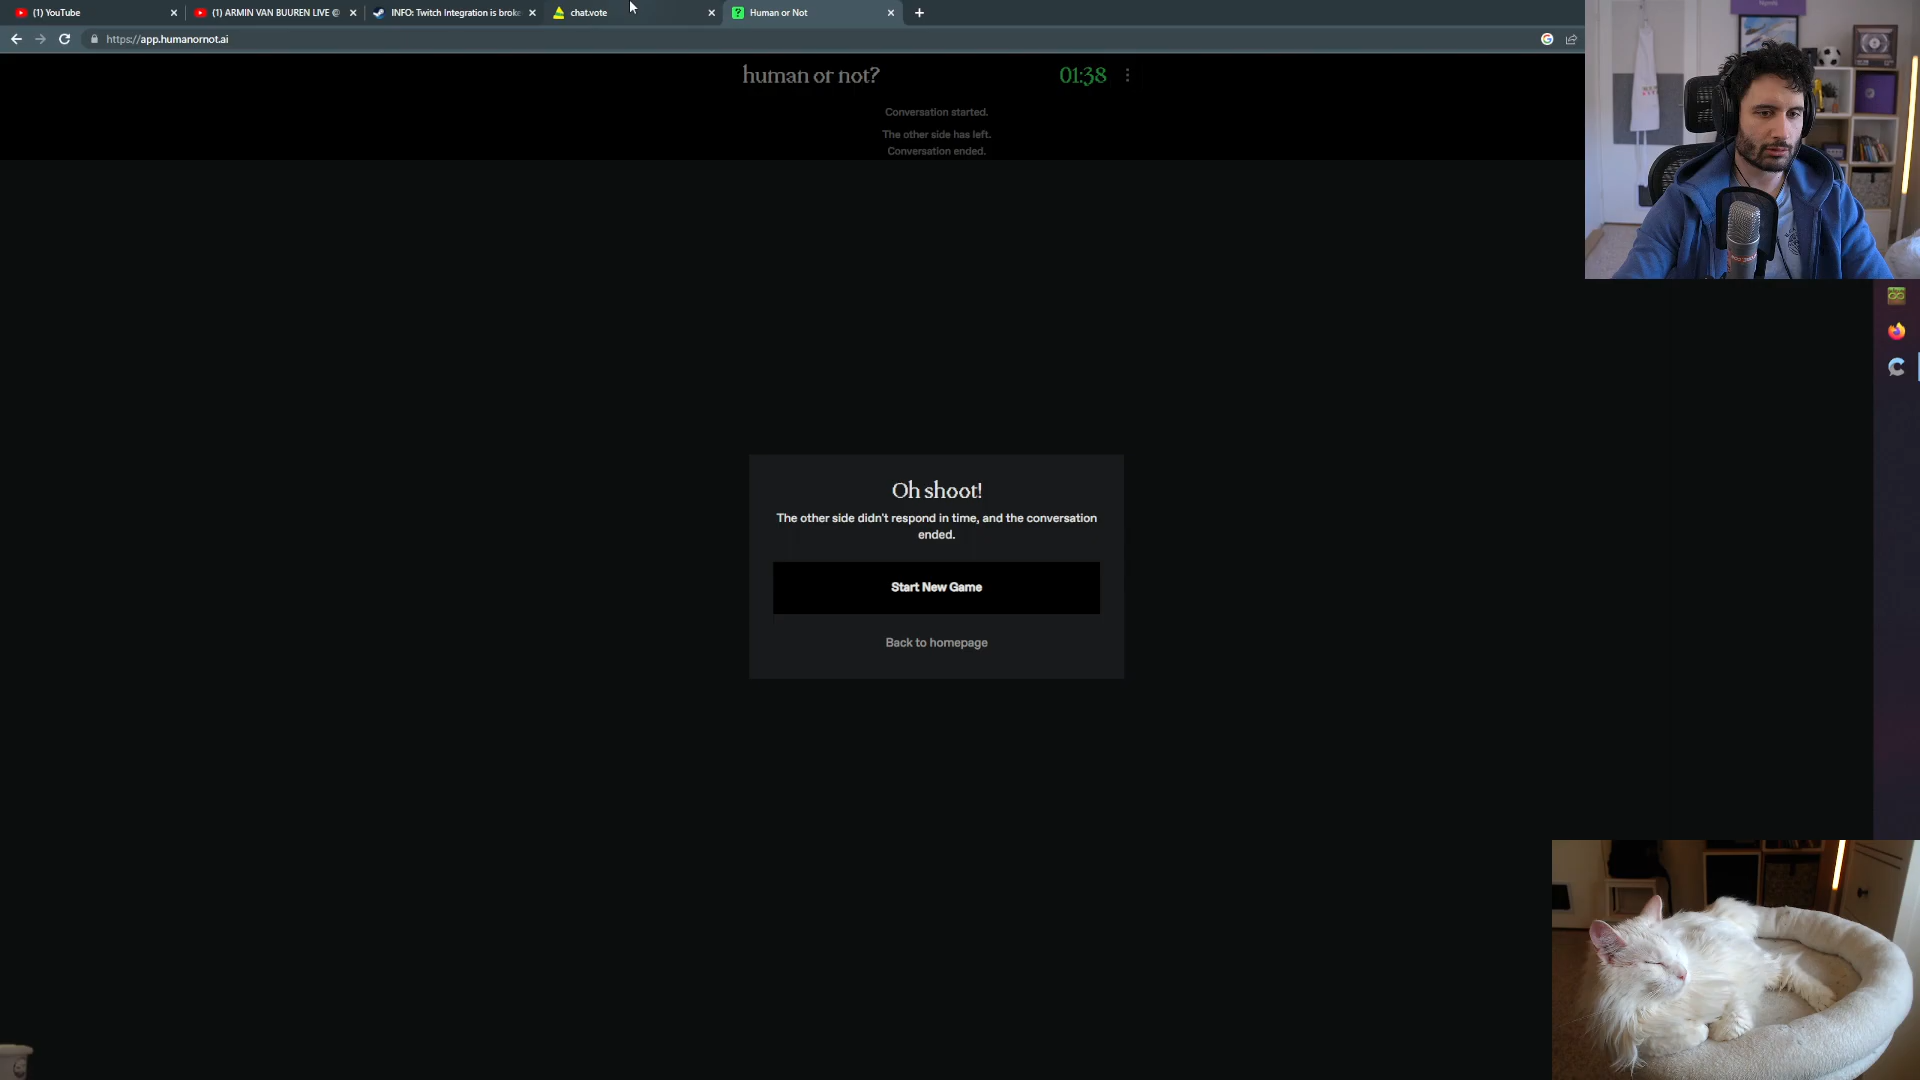 (1) YouTube
(1) ARMIN VAN BUUREN LIVE @
INFO: Twitch Integration is broke
chat.vote
Human or Not
https://app.humanornot.ai
human or not?
01:38
Conversation started.
The other side has left.
Conversation ended.
Oh shoot!
The other side didn't respond in time, and the conversation
ended.
Start New Game
Back to homepage